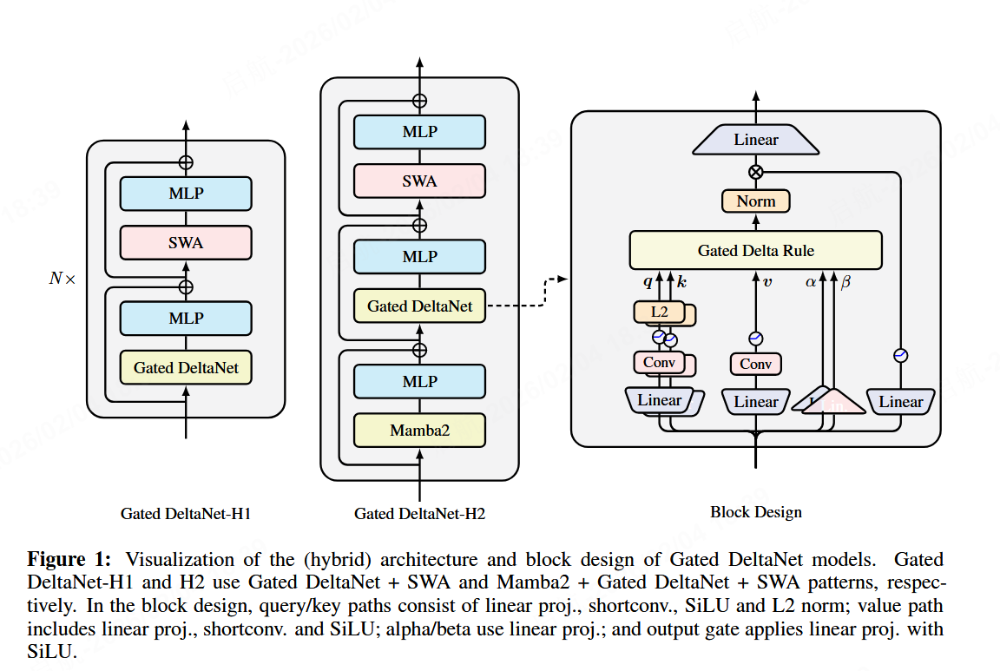 MLP
SWA
MLP
Gated DeltaNet
N×
Gated DeltaNet-H1
MLP
SWA
MLP
Gated DeltaNet
MLP
Mamba2
Gated DeltaNet-H2
Linear
Norm
Gated Delta Rule
q k v α β
L2
Conv Conv
Linear Linear Lin Linear
Block Design
Figure 1: Visualization of the (hybrid) architecture and block design of Gated DeltaNet models. Gated
DeltaNet-H1 and H2 use Gated DeltaNet + SWA and Mamba2 + Gated DeltaNet + SWA patterns, respec-
tively. In the block design, query/key paths consist of linear proj., shortconv., SiLU and L2 norm; value path
includes linear proj., shortconv. and SiLU; alpha/beta use linear proj.; and output gate applies linear proj. with
SiLU.